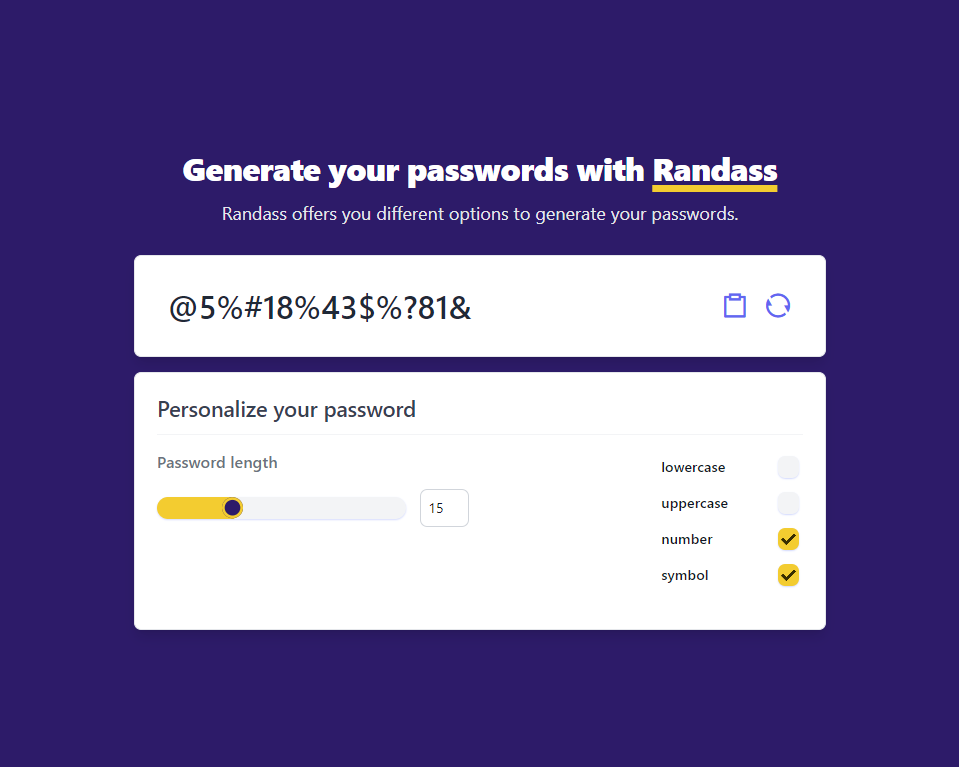 Generate your passwords with Randass
Randass offers you different options to generate your passwords.
@5%#18%43$%?81&
Personalize your password
Password length
15
lowercase
uppercase
number
symbol